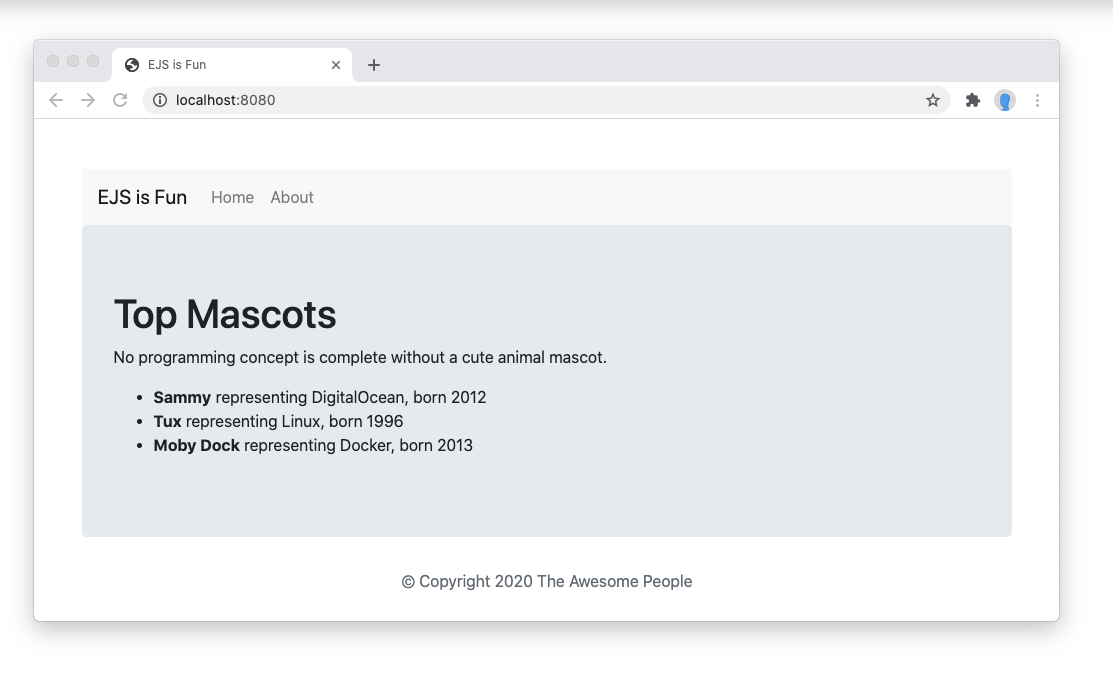 EJS is Fun
localhost:8080
EJS is Fun Home About
Top Mascots
No programming concept is complete without a cute animal mascot.
• Sammy representing DigitalOcean, born 2012
• Tux representing Linux, born 1996
• Moby Dock representing Docker, born 2013
© Copyright 2020 The Awesome People